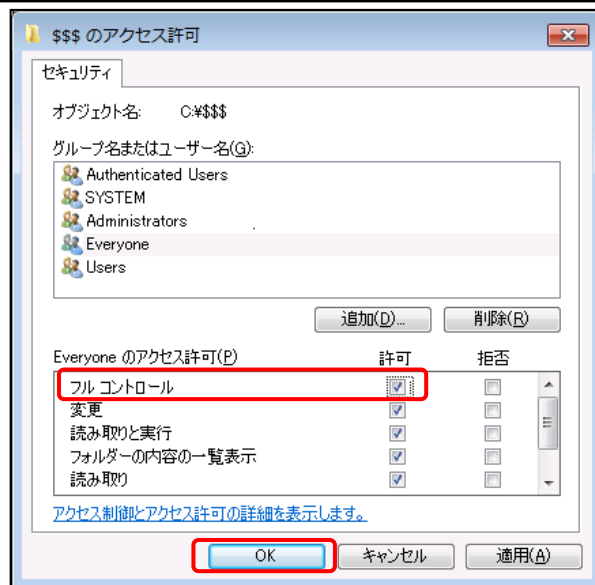 $$$ のアクセス許可
セキュリティ
オブジェクト名: C:¥$$$
グループ名またはユーザー名(G):
Authenticated Users
SYSTEM
Administrators
Everyone
Users
追加(D)... 削除(R)
Everyone のアクセス許可(P) 許可 拒否
フル コントロール
変更
読み取りと実行
フォルダーの内容の一覧表示
読み取り
アクセス制御とアクセス許可の詳細を表示します。
OK キャンセル 適用(A)